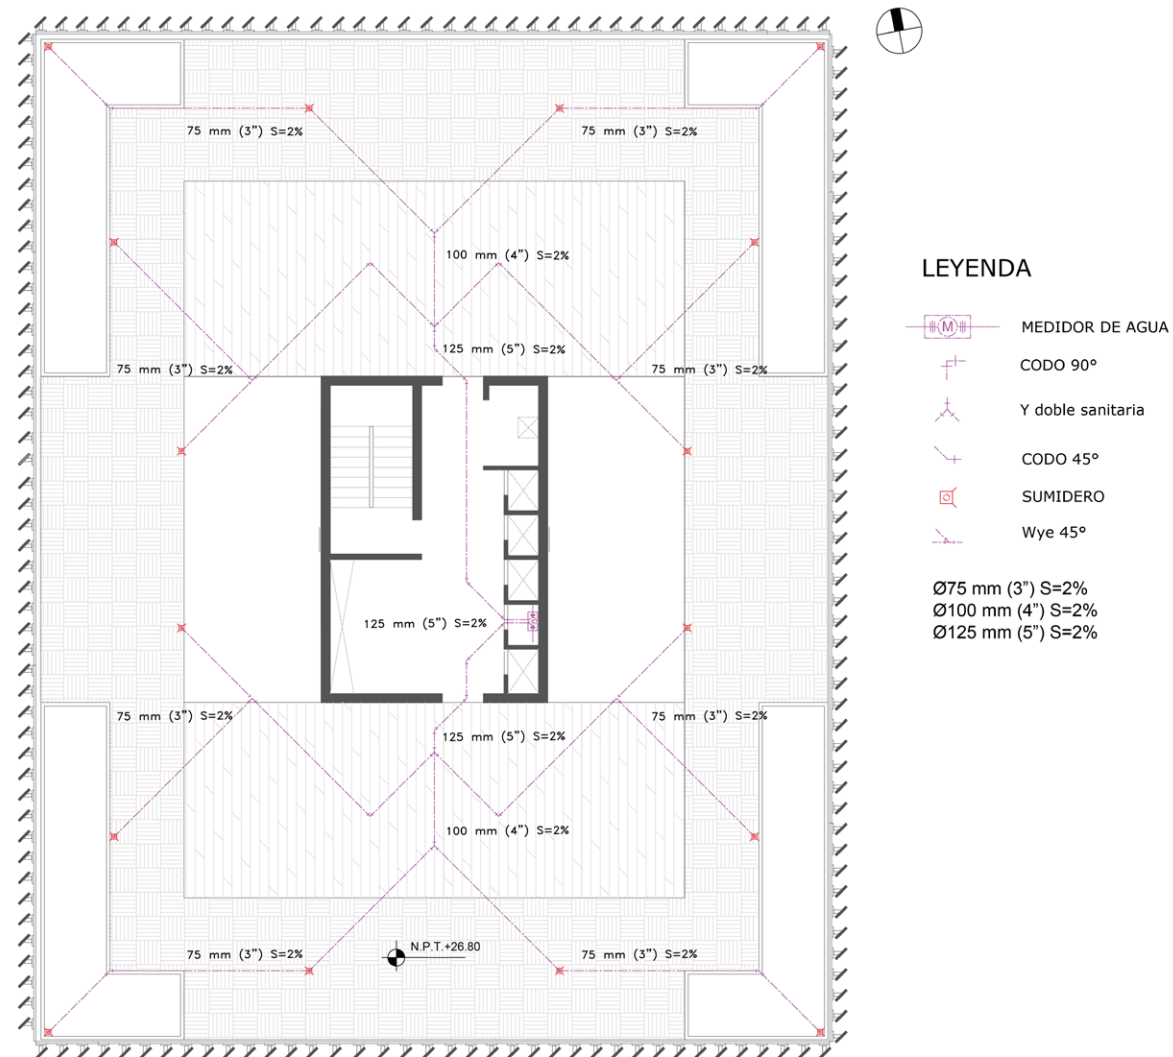 75 mm (3”) S=2%
75 mm (3”) S=2%
100 mm (4”) S=2%
125 mm (5”) S=2%
75 mm (3”) S=2%
75 mm (3”) S=2%
125 mm (5”) S=2%
75 mm (3”) S=2%
75 mm (3”) S=2%
125 mm (5”) S=2%
100 mm (4”) S=2%
N.P.T.+26.80
75 mm (3”) S=2%
75 mm (3”) S=2%
LEYENDA
M MEDIDOR DE AGUA
CODO 90°
Y doble sanitaria
CODO 45°
SUMIDERO
Wye 45°
Ø75 mm (3”) S=2%
Ø100 mm (4”) S=2%
Ø125 mm (5”) S=2%